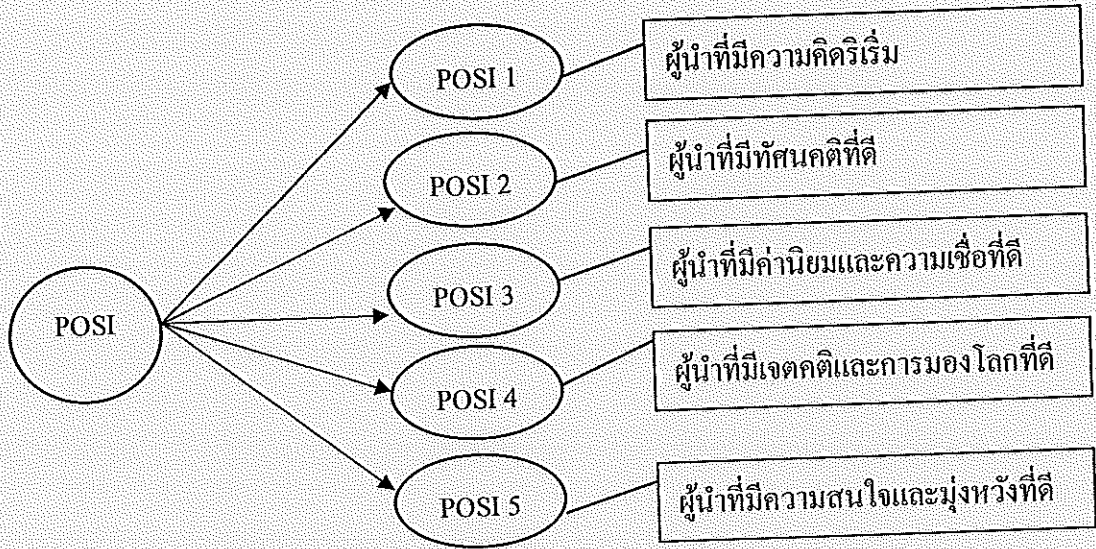 POSI
POSI 1
ผู้นำที่มีความคิดริเริ่ม
POSI 2
ผู้นำที่มีทัศนคติที่ดี
POSI 3
ผู้นำที่มีค่านิยมและความเชื่อที่ดี
POSI 4
ผู้นำที่มีเจตคติและการมองโลกที่ดี
POSI 5
ผู้นำที่มีความสนใจและมุ่งหวังที่ดี